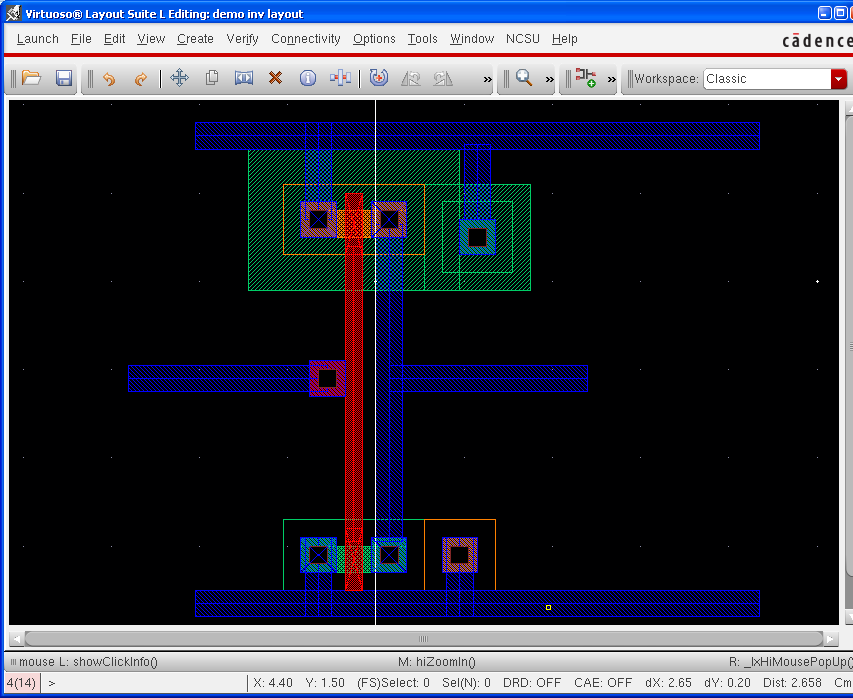 Virtuoso® Layout Suite L Editing: demo inv layout
Launch File Edit View Create Verify Connectivity Options Tools Window NCSU Help
cādence
» » » Workspace: Classic
mouse L: showClickInfo() M: hiZoomIn() R: _lxHiMousePopUp()
4(14) > X: 4.40 Y: 1.50 (FS)Select: 0 Sel(N): 0 DRD: OFF CAE: OFF dX: 2.65 dY: 0.20 Dist: 2.658 Cm